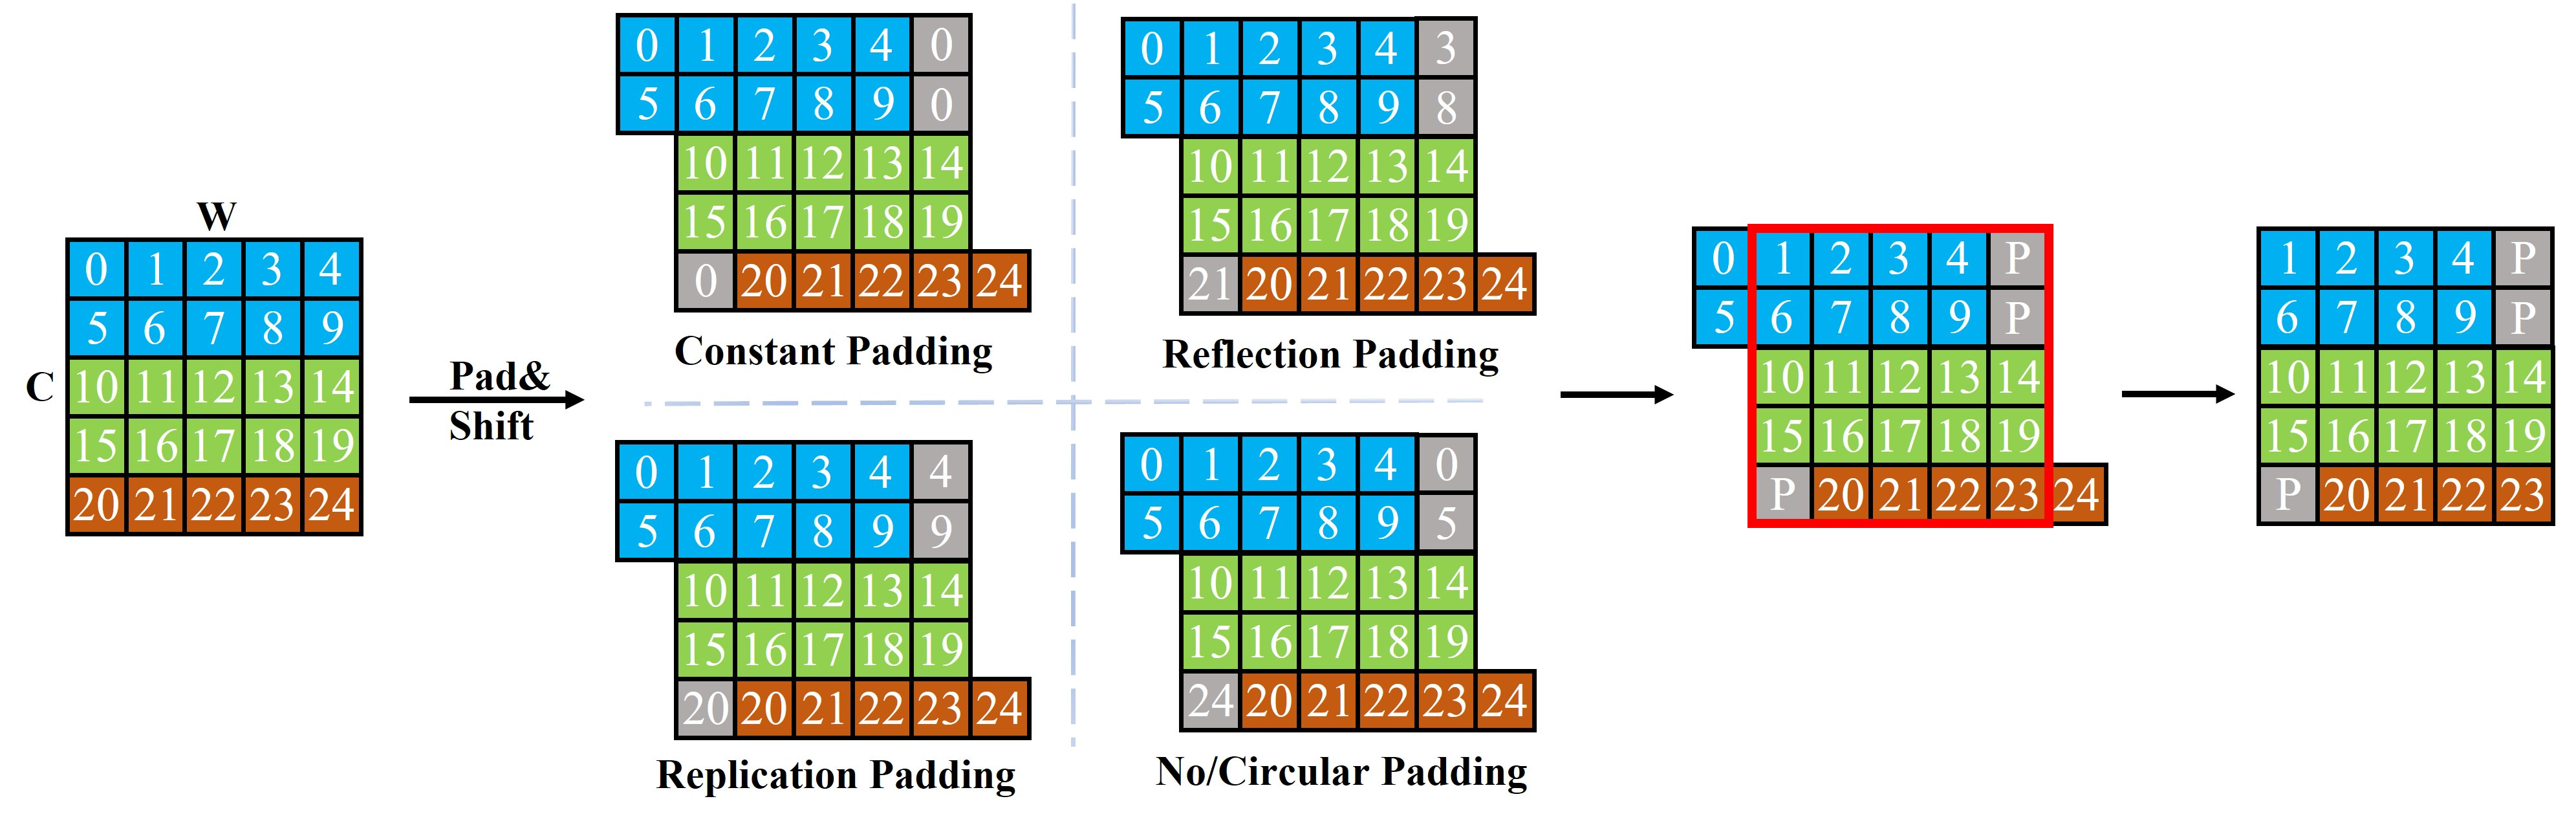 W
0 1 2 3 4
5 6 7 8 9
C
10 11 12 13 14
15 16 17 18 19
20 21 22 23 24
Pad&
Shift
0 1 2 3 4 0
5 6 7 8 9 0
10 11 12 13 14
15 16 17 18 19
0 20 21 22 23 24
Constant Padding
0 1 2 3 4 3
5 6 7 8 9 8
10 11 12 13 14
15 16 17 18 19
21 20 21 22 23 24
Reflection Padding
0 1 2 3 4 4
5 6 7 8 9 9
10 11 12 13 14
15 16 17 18 19
20 20 21 22 23 24
Replication Padding
0 1 2 3 4 0
5 6 7 8 9 5
10 11 12 13 14
15 16 17 18 19
24 20 21 22 23 24
No/Circular Padding
0 1 2 3 4 P
5 6 7 8 9 P
10 11 12 13 14
15 16 17 18 19
P 20 21 22 23 24
1 2 3 4 P
6 7 8 9 P
10 11 12 13 14
15 16 17 18 19
P 20 21 22 23